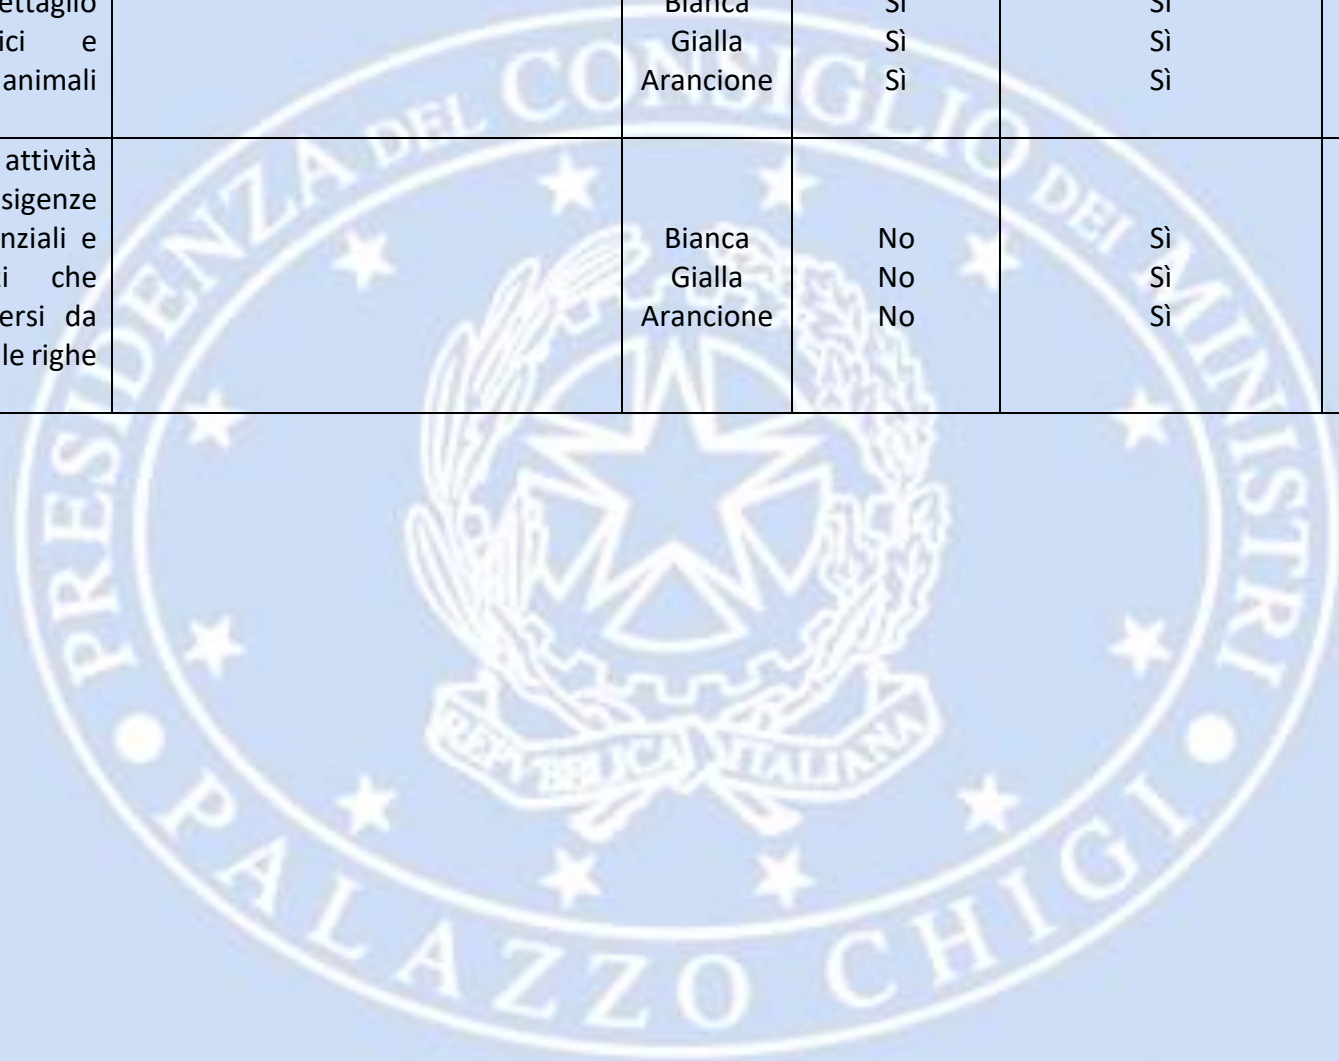 ettaglio Bianca Sì Sì
ici e Gialla Sì Sì
animali Arancione Sì Sì
attività
sigenze
nziali e Bianca No Sì
i che Gialla No Sì
ersi da Arancione No Sì
le righe
PRESIDENZA DEL CONSIGLIO DEI MINISTRI
REPVBBLICA ITALIANA
PALAZZO CHIGI